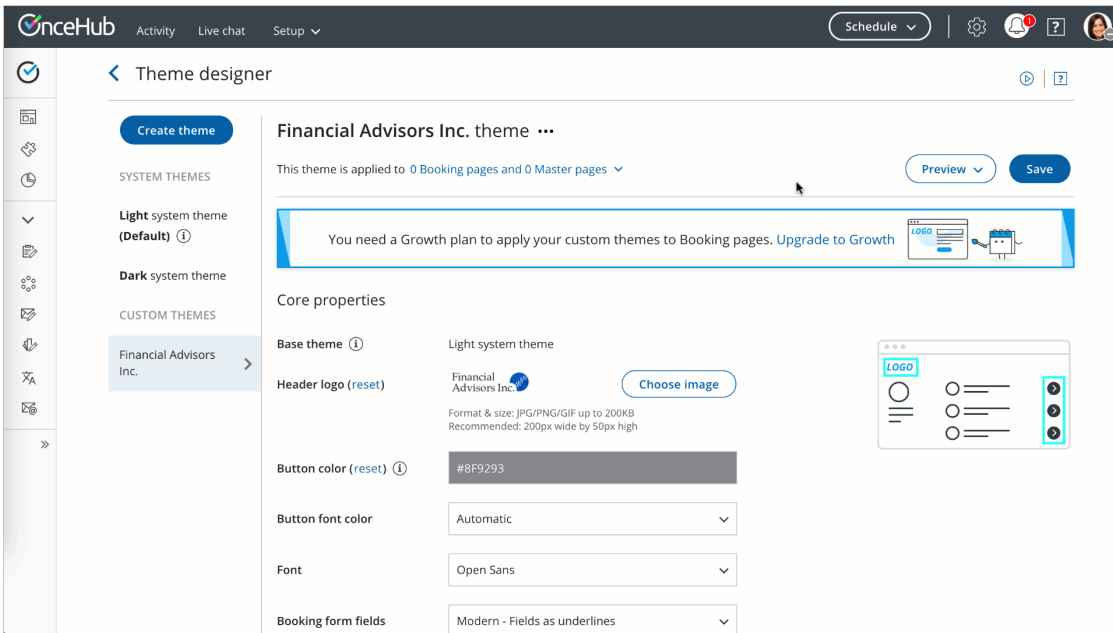 OnceHub
Activity
Live chat
Setup
Schedule
1
?
Theme designer
?
Create theme
SYSTEM THEMES
Light system theme
(Default) i
Dark system theme
CUSTOM THEMES
Financial Advisors
Inc.
Financial Advisors Inc. theme •••
This theme is applied to 0 Booking pages and 0 Master pages
Preview
Save
You need a Growth plan to apply your custom themes to Booking pages. Upgrade to Growth
LOGO
Core properties
Base theme i
Light system theme
Header logo (reset)
Financial
Advisors Inc.
Choose image
Format & size: JPG/PNG/GIF up to 200KB
Recommended: 200px wide by 50px high
LOGO
Button color (reset) i
#8F9293
Button font color
Automatic
Font
Open Sans
Booking form fields
Modern - Fields as underlines